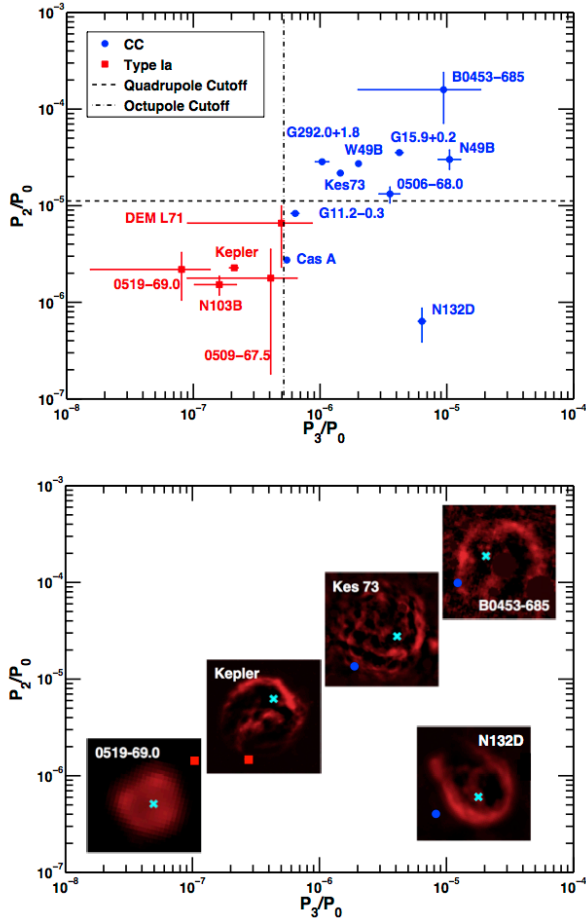 10⁻³
CC
Type Ia
Quadrupole Cutoff
Octupole Cutoff
B0453−685
10⁻⁴
G292.0+1.8
G15.9+0.2
W49B
N49B
Kes73
0506−68.0
P₂/P₀
10⁻⁵
DEM L71
G11.2−0.3
Kepler
Cas A
0519−69.0
N103B
10⁻⁶
N132D
0509−67.5
10⁻⁷
10⁻⁸ 10⁻⁷ 10⁻⁶ 10⁻⁵ 10⁻⁴
P₃/P₀
10⁻³
Kes 73
10⁻⁴
B0453-685
P₂/P₀
10⁻⁵
Kepler
N132D
0519-69.0
10⁻⁶
10⁻⁷
10⁻⁸ 10⁻⁷ 10⁻⁶ 10⁻⁵ 10⁻⁴
P₃/P₀